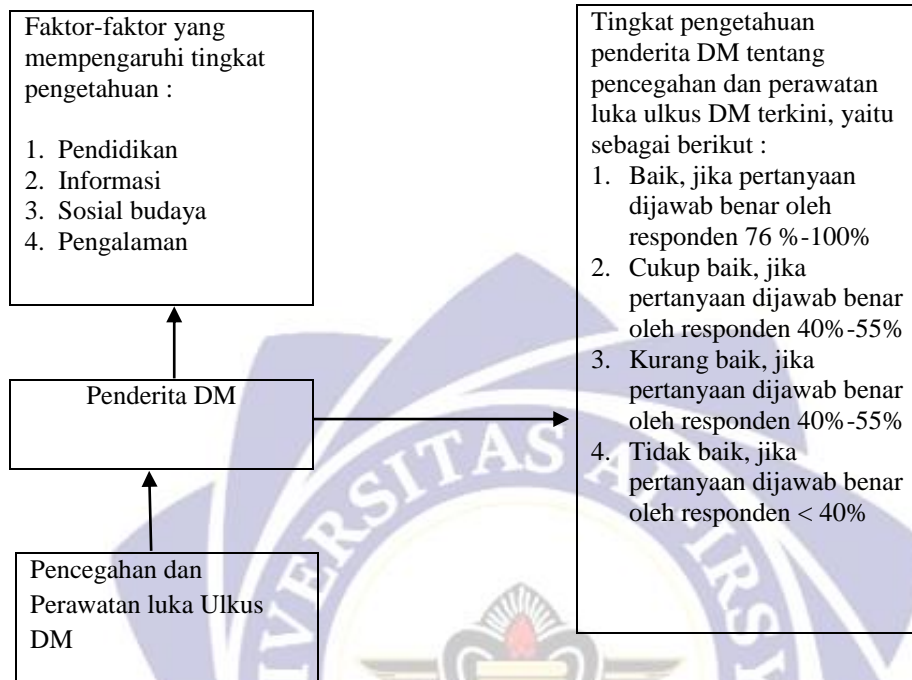 Faktor-faktor yang
mempengaruhi tingkat
pengetahuan :
1. Pendidikan
2. Informasi
3. Sosial budaya
4. Pengalaman
Penderita DM
Pencegahan dan
Perawatan luka Ulkus
DM
Tingkat pengetahuan
penderita DM tentang
pencegahan dan perawatan
luka ulkus DM terkini, yaitu
sebagai berikut :
1. Baik, jika pertanyaan
dijawab benar oleh
responden 76 %-100%
2. Cukup baik, jika
pertanyaan dijawab benar
oleh responden 40%-55%
3. Kurang baik, jika
pertanyaan dijawab benar
oleh responden 40%-55%
4. Tidak baik, jika
pertanyaan dijawab benar
oleh responden < 40%